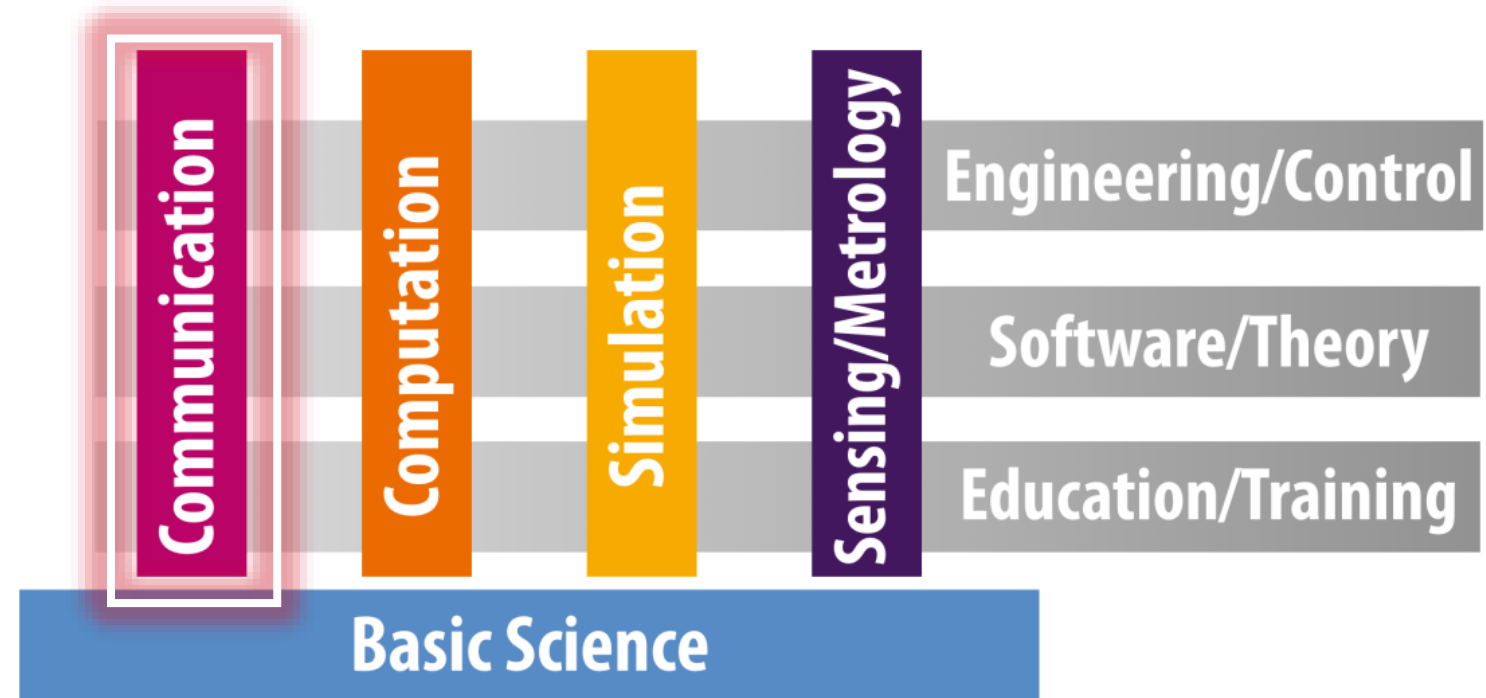 Communication
Computation
Simulation
Sensing/Metrology
Engineering/Control
Software/Theory
Education/Training
Basic Science